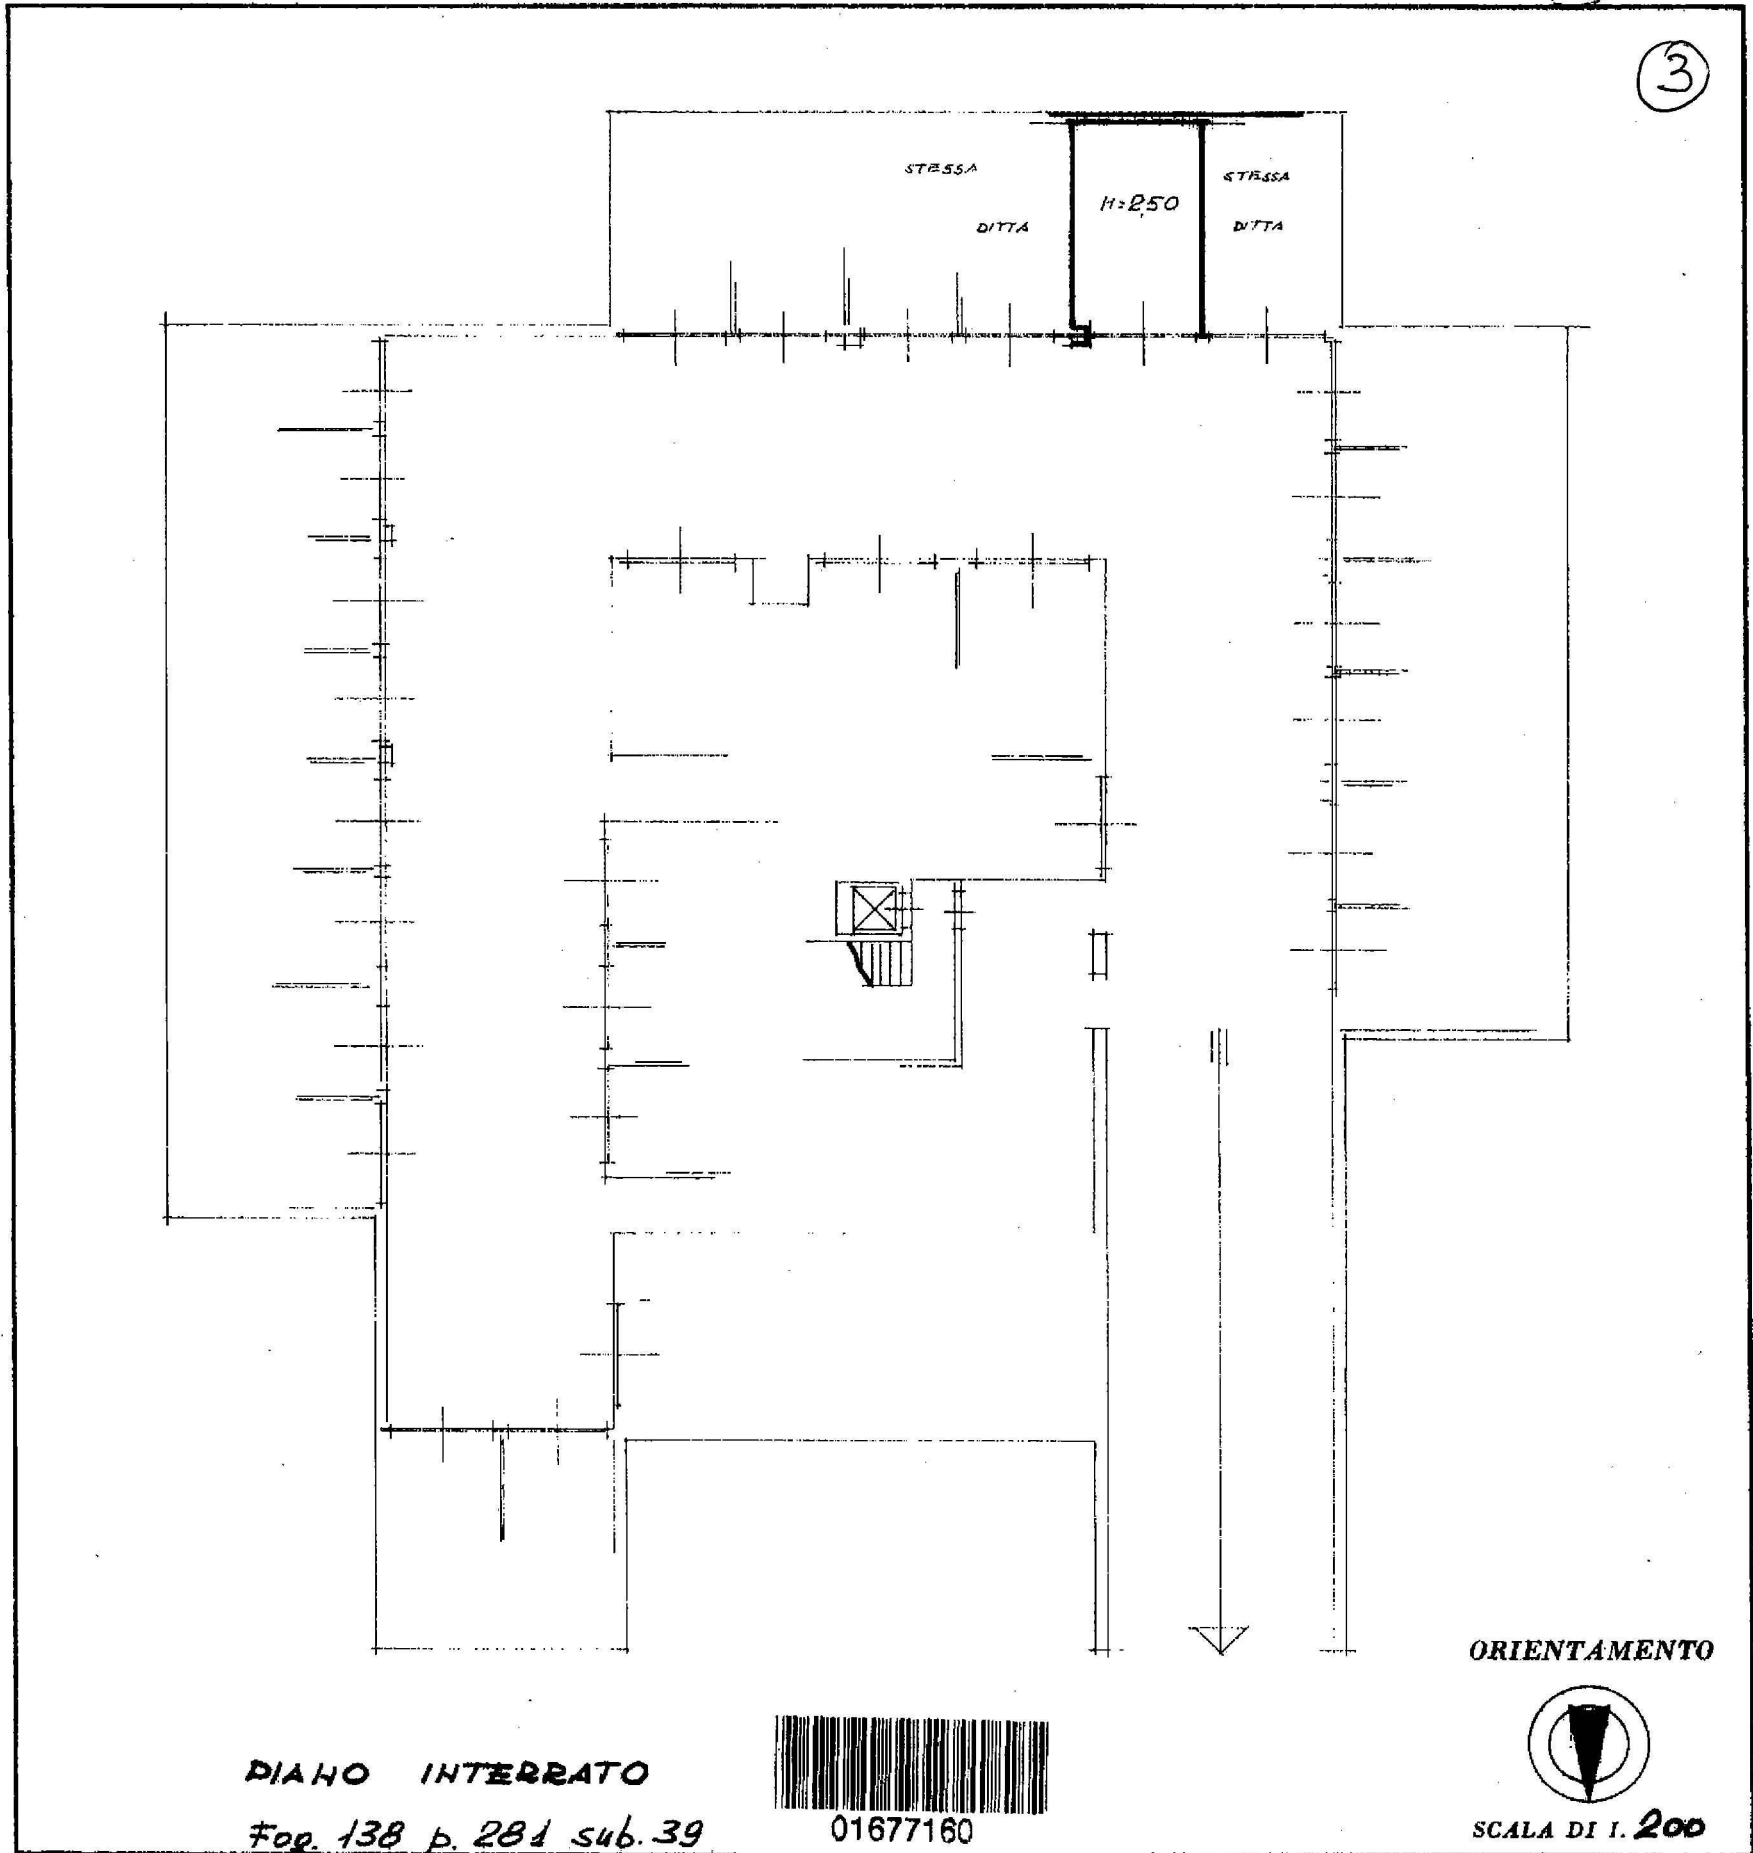 3
STESSA
DITTA
H=2,50
STESSA
DITTA
ORIENTAMENTO
PIANO INTERRATO
Fog. 138 p. 281 sub. 39
01677160
SCALA DI 1. 200